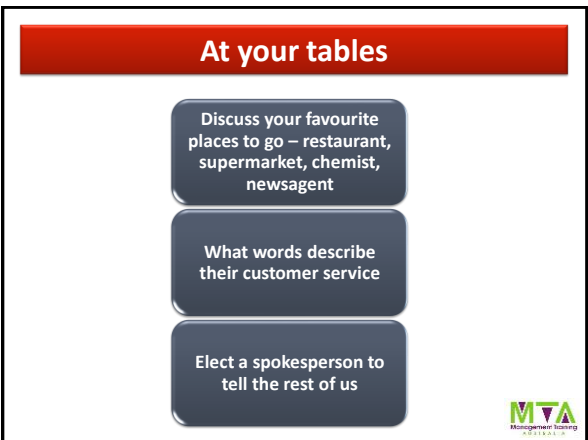 At your tables
Discuss your favourite
places to go – restaurant,
supermarket, chemist,
newsagent
What words describe
their customer service
Elect a spokesperson to
tell the rest of us
MTA
Management Training
AUSTRALIA